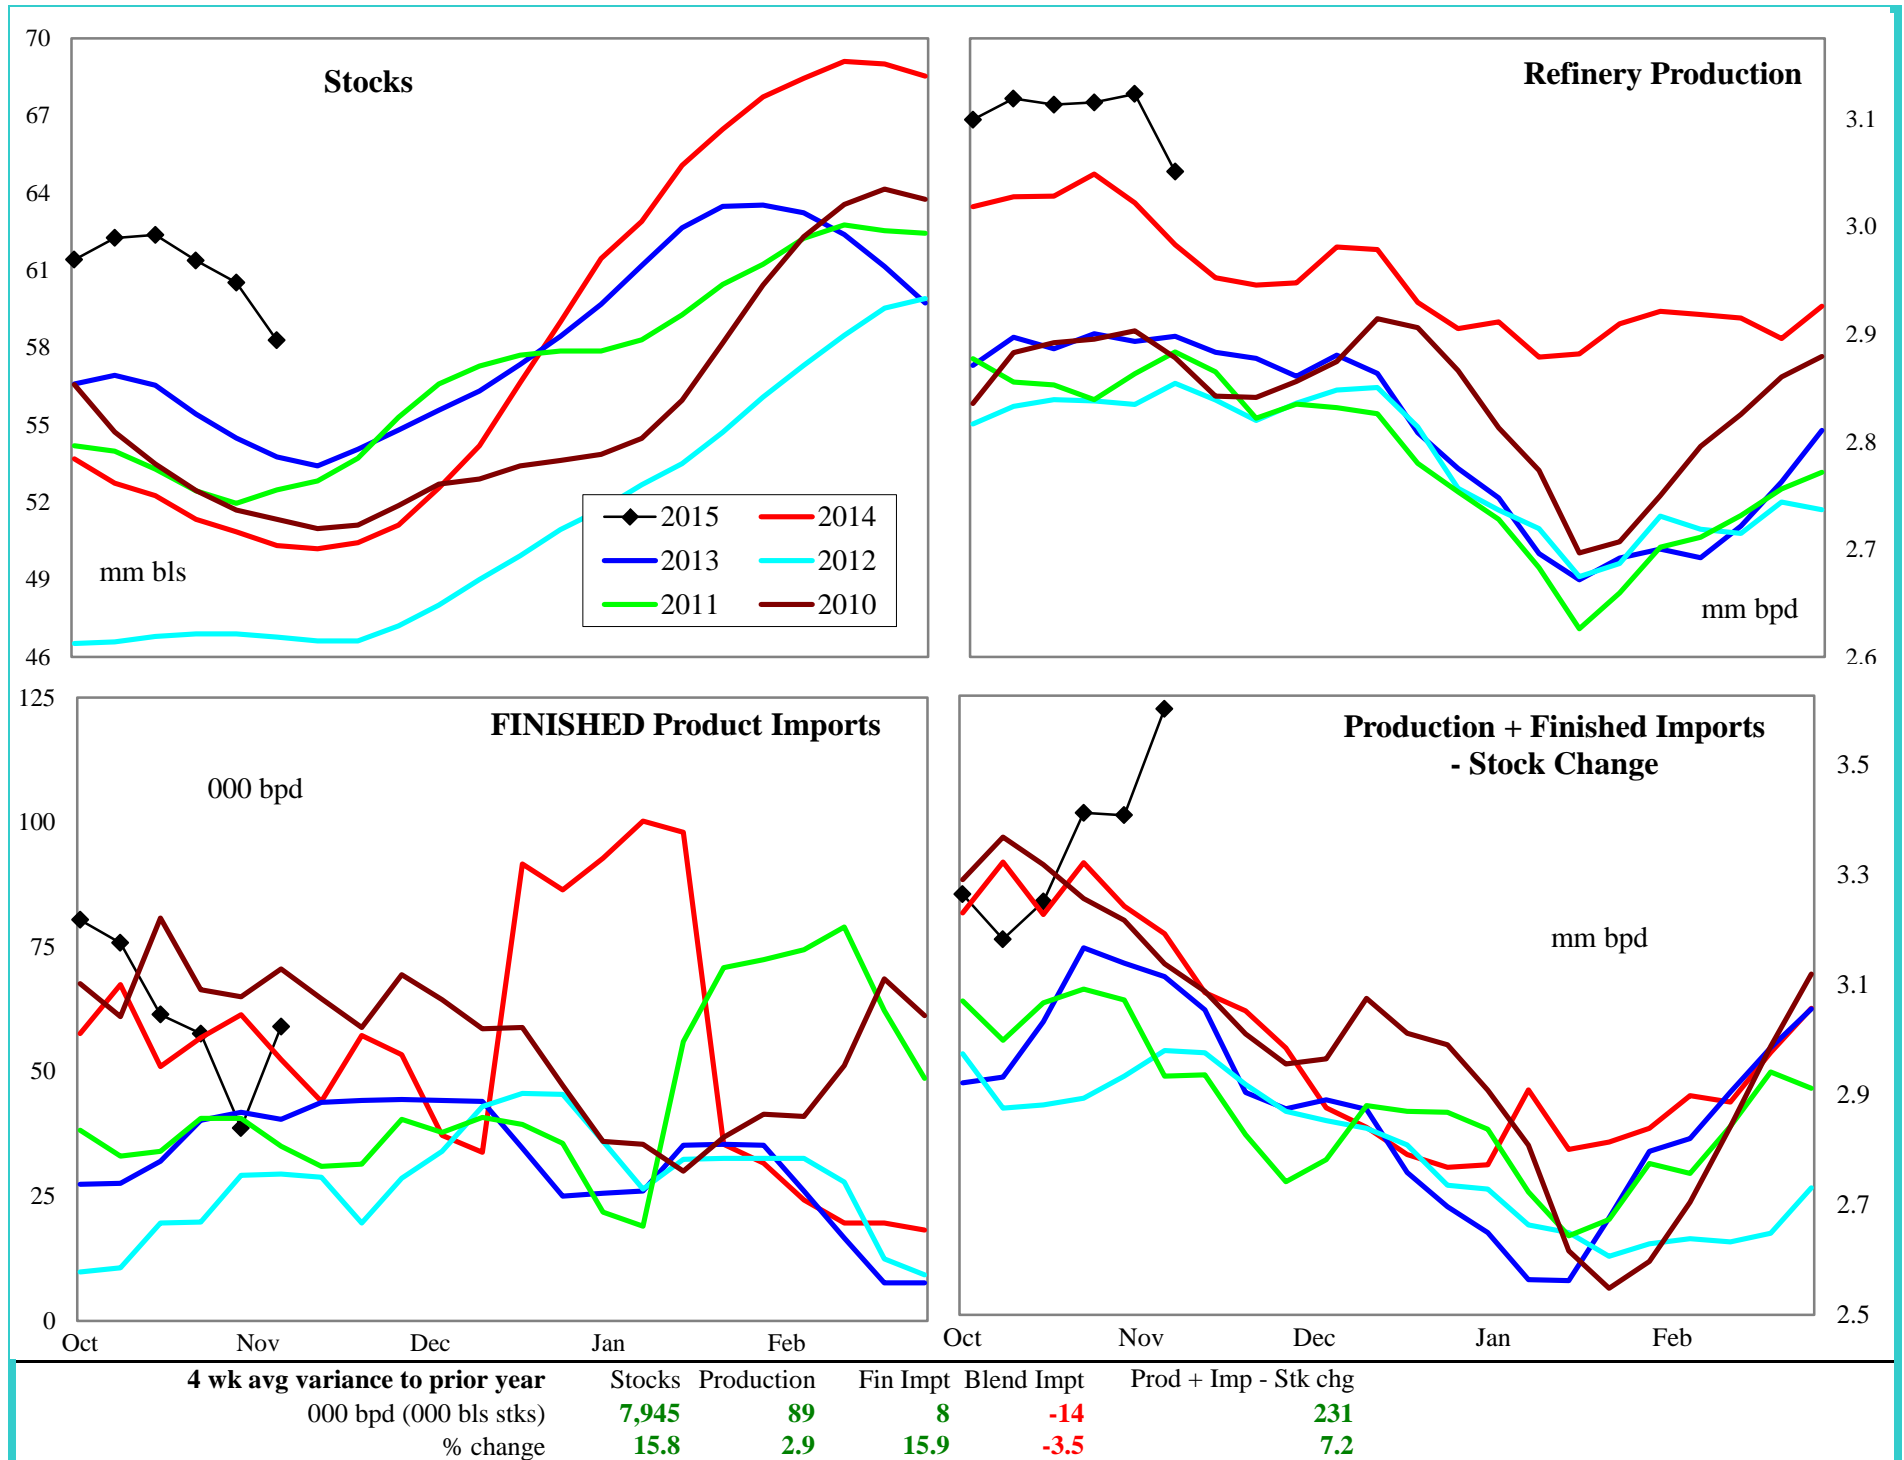 Stocks
70
67
64
61
58
55
52
49
46
mm bls
2015 2014
2013 2012
2011 2010
Refinery Production
3.1
3.0
2.9
2.8
2.7
2.6
mm bpd
FINISHED Product Imports
000 bpd
125
100
75
50
25
0
Oct Nov Dec Jan Feb
Production + Finished Imports
- Stock Change
mm bpd
3.5
3.3
3.1
2.9
2.7
2.5
Oct Nov Dec Jan Feb
4 wk avg variance to prior year Stocks Production Fin Impt Blend Impt Prod + Imp - Stk chg
000 bpd (000 bls stks) 7,945 89 8 -14 231
% change 15.8 2.9 15.9 -3.5 7.2